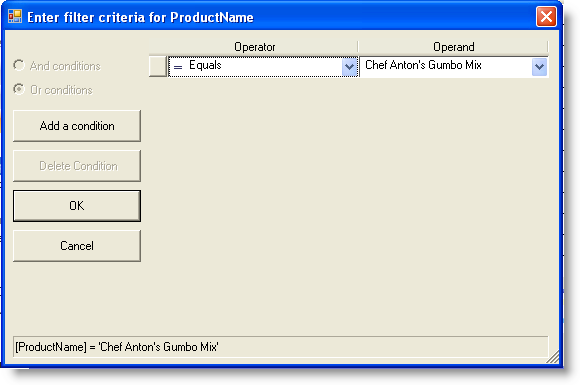 Enter filter criteria for ProductName
Operator Operand
And conditions
Or conditions
= Equals Chef Anton's Gumbo Mix
Add a condition
Delete Condition
OK
Cancel
[ProductName] = 'Chef Anton's Gumbo Mix'